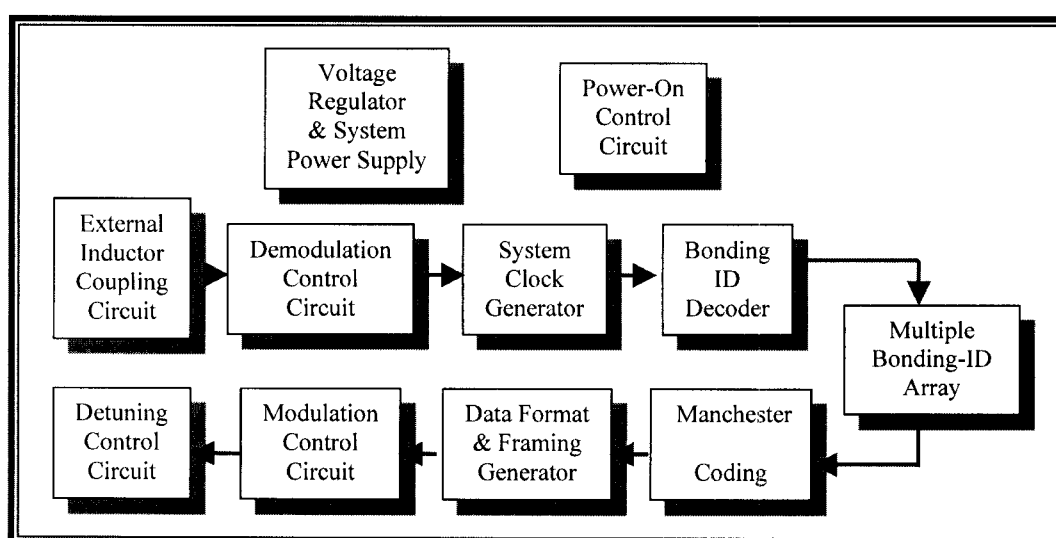 Voltage
Regulator
& System
Power Supply
Power-On
Control
Circuit
External
Inductor
Coupling
Circuit
Demodulation
Control
Circuit
System
Clock
Generator
Bonding
ID
Decoder
Multiple
Bonding-ID
Array
Detuning
Control
Circuit
Modulation
Control
Circuit
Data Format
& Framing
Generator
Manchester
Coding